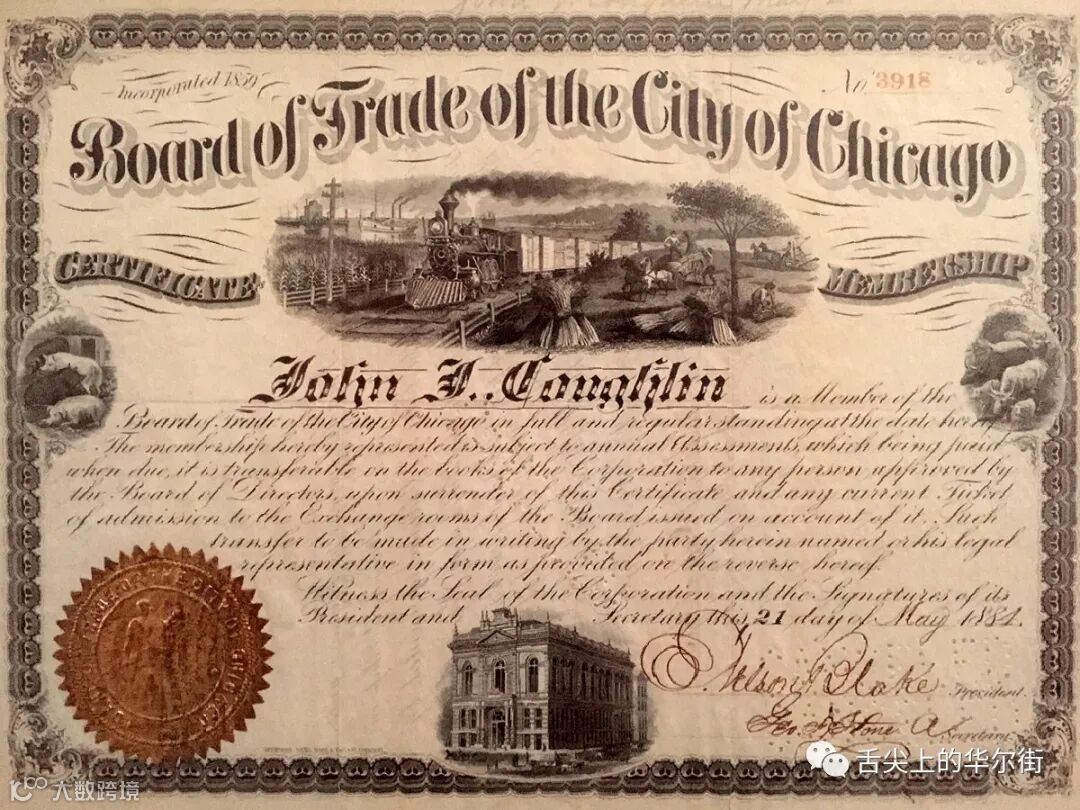 Incorporated 1859
No. 3918
Board of Trade of the City of Chicago
CERTIFICATE of MEMBERSHIP
John J. Coughlin is a Member of the
Board of Trade of the City of Chicago in full and regular standing at the date hereof
The membership hereby represented is subject to annual assessments, which being paid
when due, it is transferable on the books of the Corporation to any person approved by
the Board of Directors, upon surrender of this Certificate and any current Ticket
of admission to the Exchange rooms of the Board issued on account of it. Such
transfer to be made in writing by the party herein named or his legal
representative in form as provided on the reverse hereof.
Witness the Seal of the Corporation and the Signatures of its
President and Secretary this 21 day of May 1884.
President.
Geo. F. Stone
Secretary.
舌尖上的华尔街
大数跨境